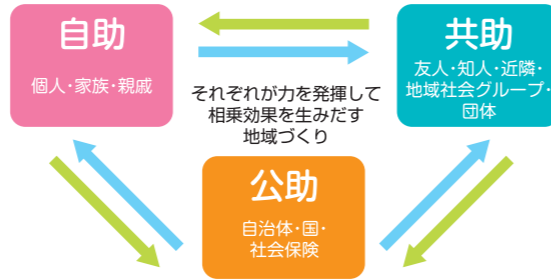 自助
個人・家族・親戚
共助
友人・知人・近隣・
地域社会グループ・
団体
それぞれが力を発揮して
相乗効果を生みだす
地域づくり
公助
自治体・国・
社会保険